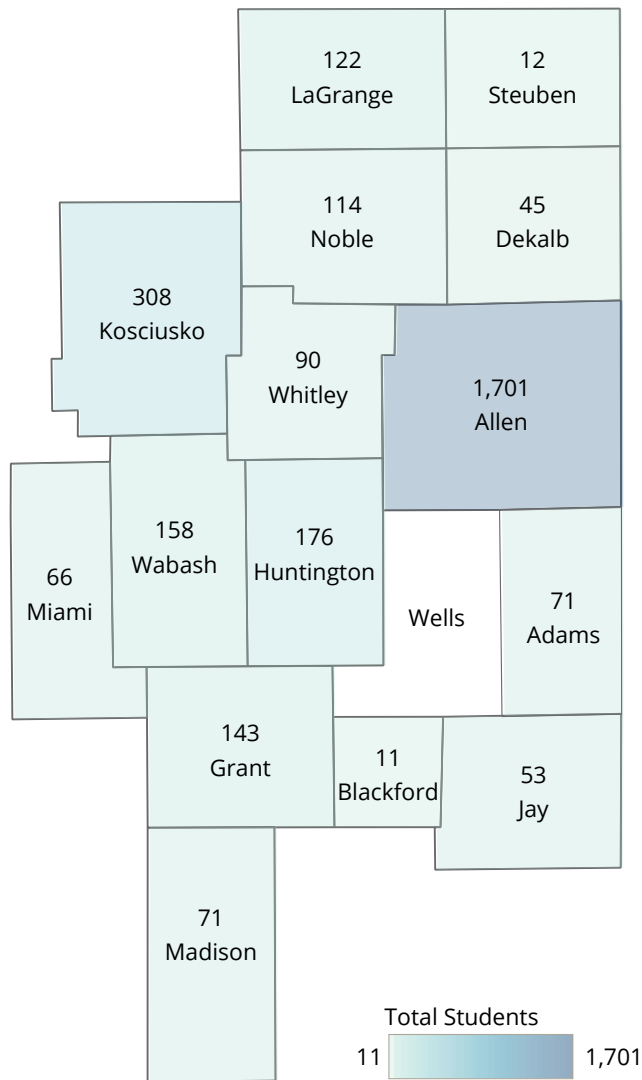 122
LaGrange
12
Steuben
114
Noble
45
Dekalb
308
Kosciusko
90
Whitley
1,701
Allen
158
Wabash
176
Huntington
66
Miami
Wells
71
Adams
143
Grant
11
Blackford
53
Jay
71
Madison
Total Students
11
1,701